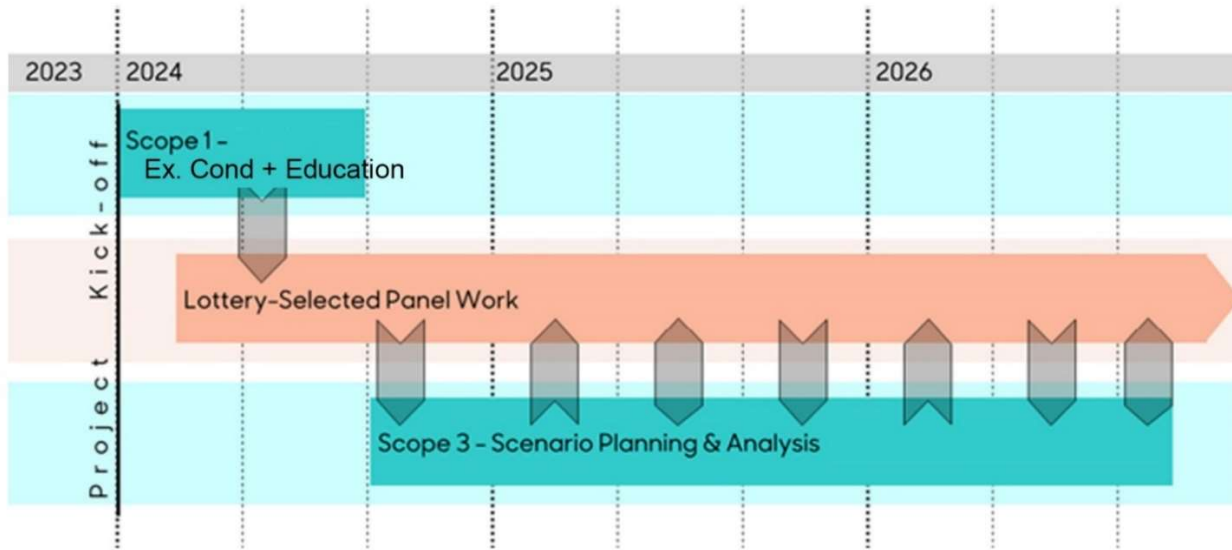 2023
2024
2025
2026
Project Kick-off
Scope 1 -
Ex. Cond + Education
Lottery-Selected Panel Work
Scope 3 - Scenario Planning & Analysis